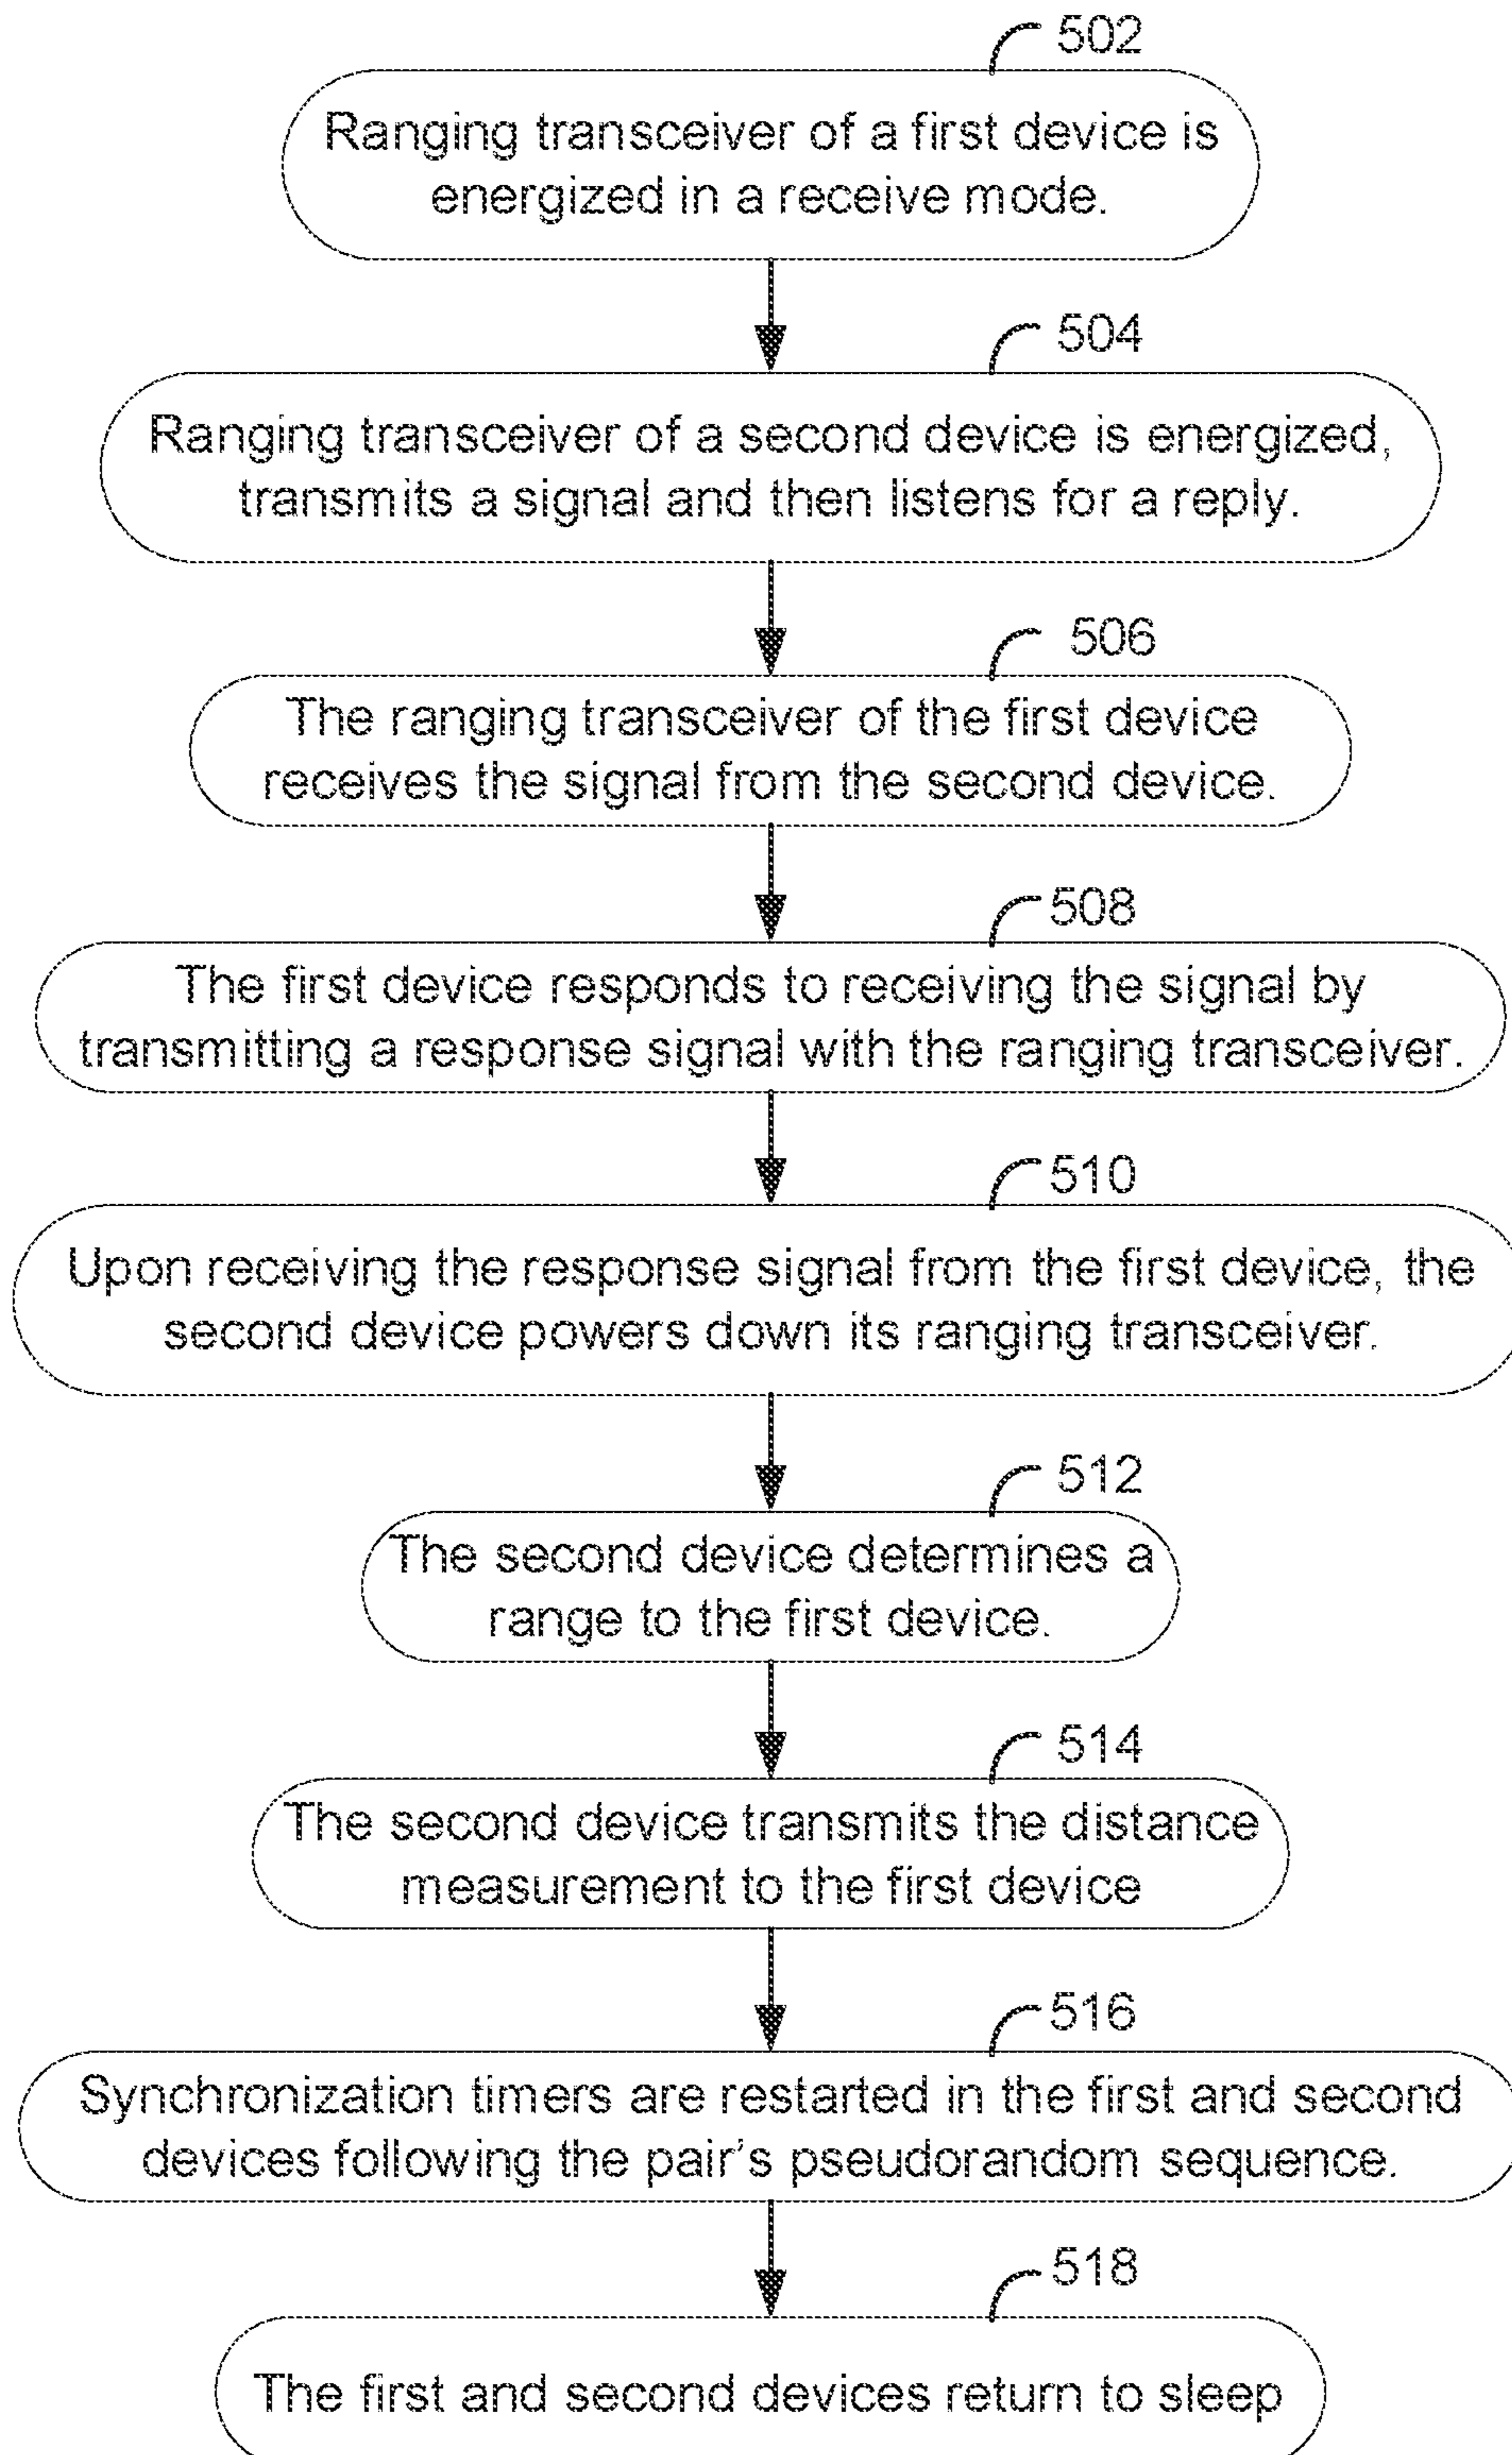 502
Ranging transceiver of a first device is
energized in a receive mode.
504
Ranging transceiver of a second device is energized,
transmits a signal and then listens for a reply.
506
The ranging transceiver of the first device
receives the signal from the second device.
508
The first device responds to receiving the signal by
transmitting a response signal with the ranging transceiver.
510
Upon receiving the response signal from the first device, the
second device powers down its ranging transceiver.
512
The second device determines a
range to the first device.
514
The second device transmits the distance
measurement to the first device
516
Synchronization timers are restarted in the first and second
devices following the pair's pseudorandom sequence.
518
The first and second devices return to sleep